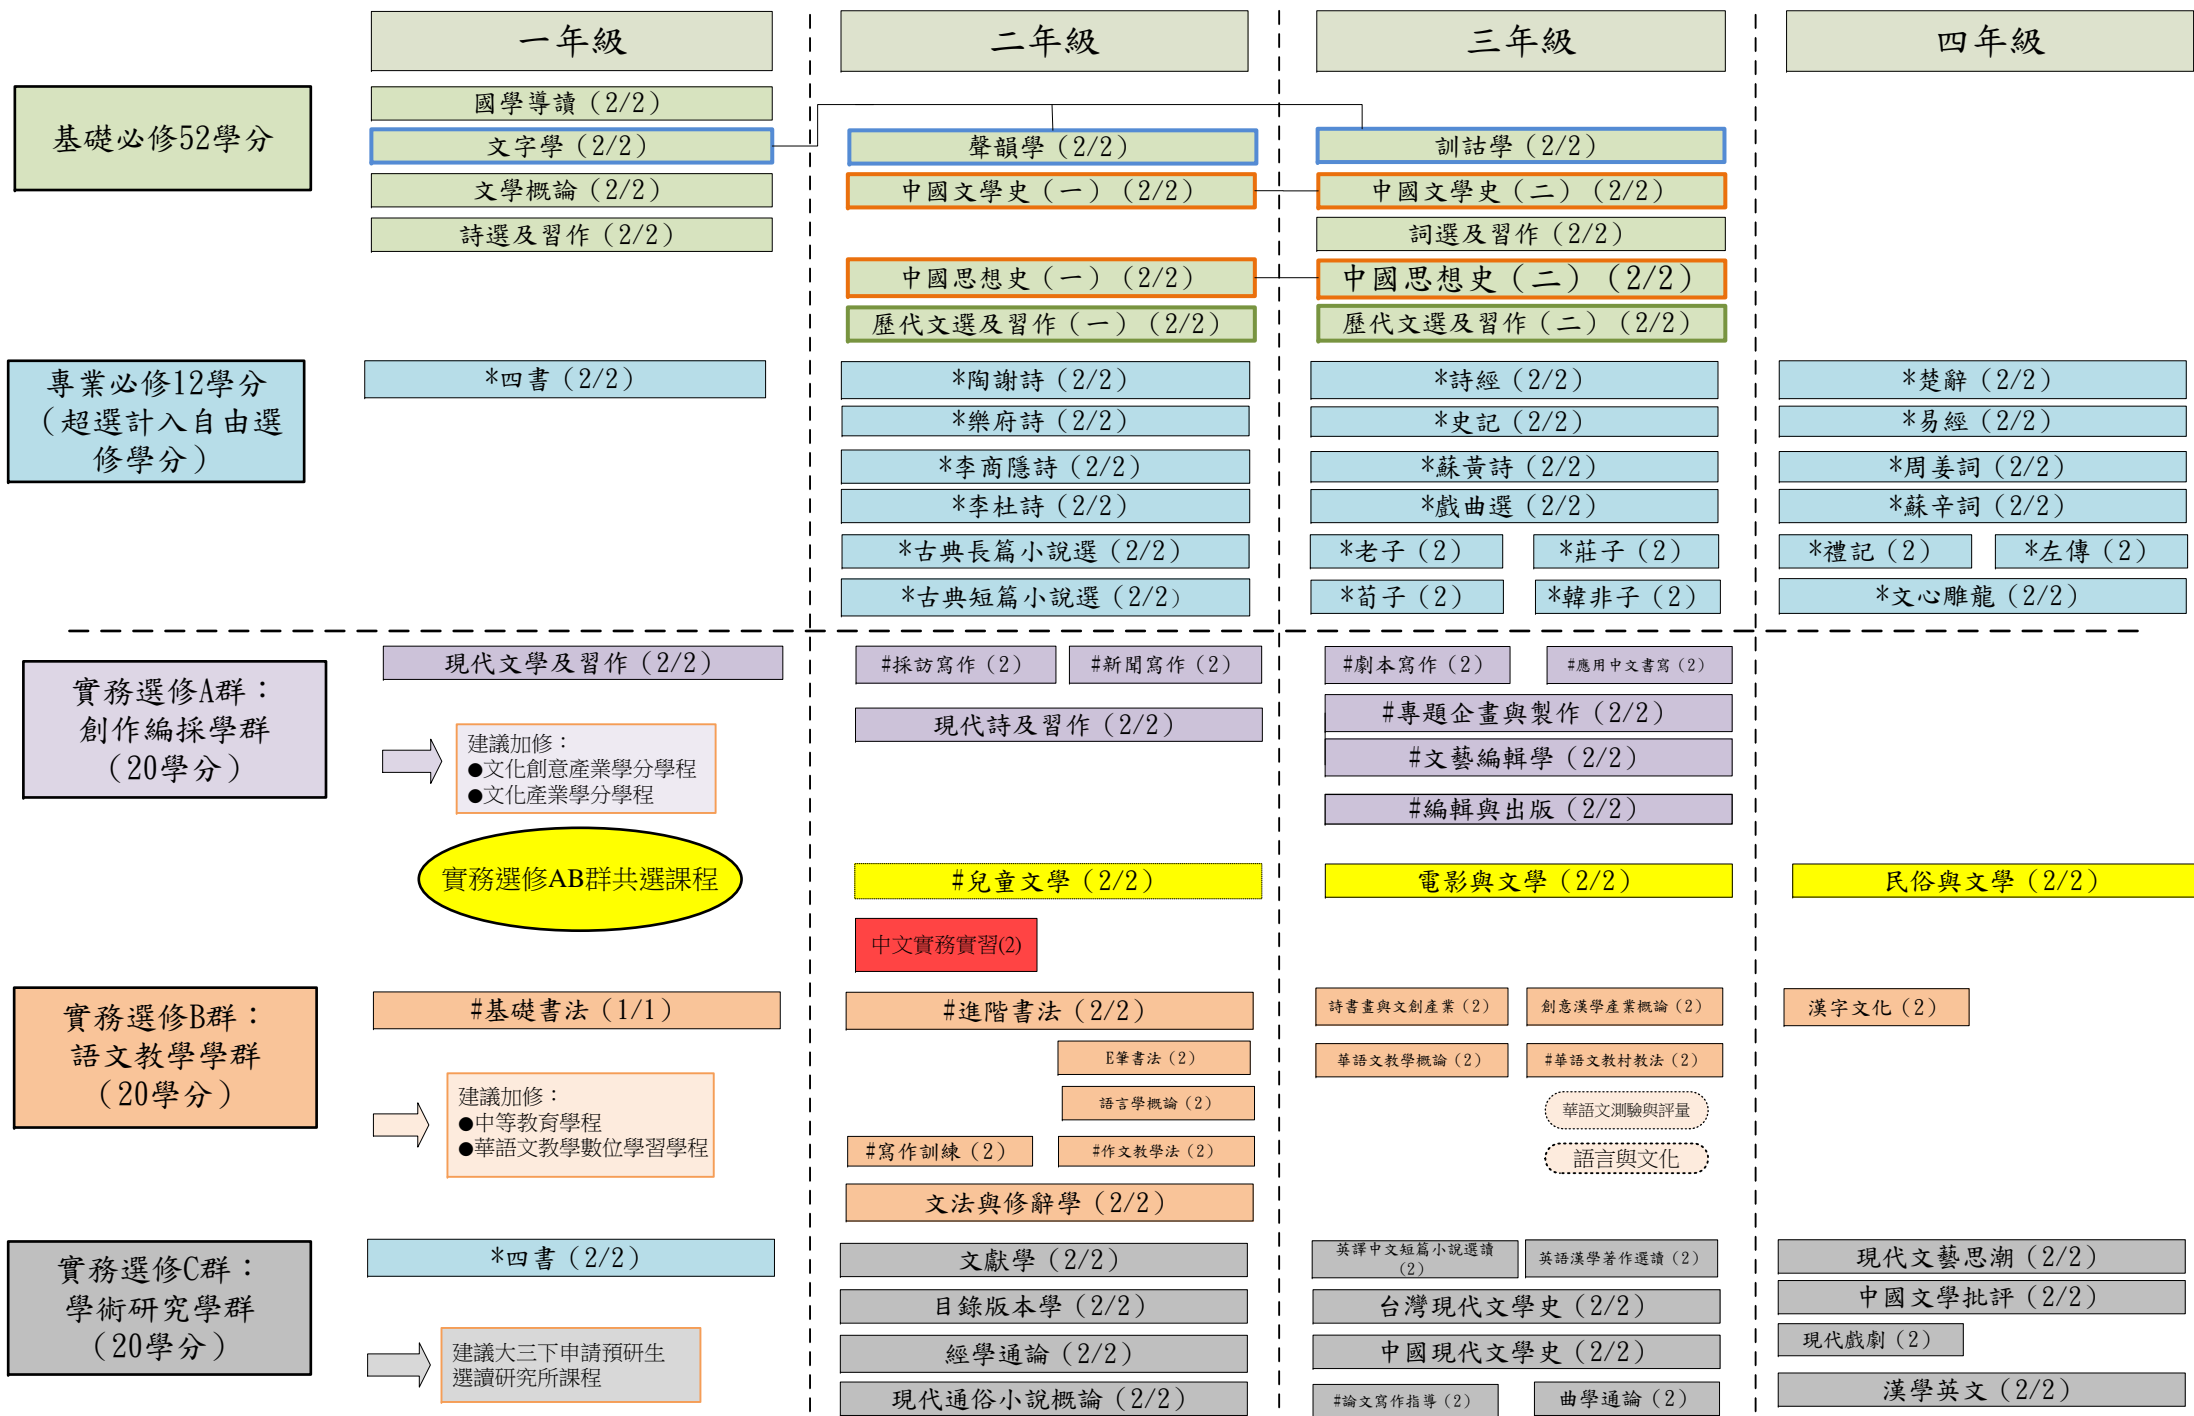 一年級
二年級
三年級
四年級
基礎必修52學分
國學導讀（2/2）
文字學（2/2）
聲韻學（2/2）
訓詁學（2/2）
文學概論（2/2）
中國文學史（一）（2/2）
中國文學史（二）（2/2）
詩選及習作（2/2）
詞選及習作（2/2）
中國思想史（一）（2/2）
中國思想史（二）（2/2）
歷代文選及習作（一）（2/2）
歷代文選及習作（二）（2/2）
專業必修12學分
（超選計入自由選
修學分）
*四書（2/2）
*陶謝詩（2/2）
*詩經（2/2）
*楚辭（2/2）
*樂府詩（2/2）
*史記（2/2）
*易經（2/2）
*李商隱詩（2/2）
*蘇黃詩（2/2）
*周姜詞（2/2）
*李杜詩（2/2）
*戲曲選（2/2）
*蘇辛詞（2/2）
*古典長篇小說選（2/2）
*老子（2）
*莊子（2）
*禮記（2）
*左傳（2）
*古典短篇小說選（2/2）
*荀子（2）
*韓非子（2）
*文心雕龍（2/2）
實務選修A群：
創作編採學群
（20學分）
現代文學及習作（2/2）
#採訪寫作（2）
#新聞寫作（2）
#劇本寫作（2）
#應用中文書寫（2）
建議加修：
●文化創意產業學分學程
●文化產業學分學程
現代詩及習作（2/2）
#專題企畫與製作（2/2）
#文藝編輯學（2/2）
#編輯與出版（2/2）
實務選修AB群共選課程
#兒童文學（2/2）
電影與文學（2/2）
民俗與文學（2/2）
中文實務實習(2)
實務選修B群：
語文教學學群
（20學分）
#基礎書法（1/1）
#進階書法（2/2）
詩書畫與文創產業（2）
創意漢學產業概論（2）
漢字文化（2）
建議加修：
●中等教育學程
●華語文教學數位學習學程
E筆書法（2）
華語文教學概論（2）
#華語文教材教法（2）
語言學概論（2）
華語文測驗與評量
#寫作訓練（2）
#作文教學法（2）
語言與文化
文法與修辭學（2/2）
實務選修C群：
學術研究學群
（20學分）
*四書（2/2）
文獻學（2/2）
英譯中文短篇小說選讀
（2）
英語漢學著作選讀（2）
現代文藝思潮（2/2）
目錄版本學（2/2）
台灣現代文學史（2/2）
中國文學批評（2/2）
建議大三下申請預研生
選讀研究所課程
經學通論（2/2）
中國現代文學史（2/2）
現代戲劇（2）
現代通俗小說概論（2/2）
#論文寫作指導（2）
曲學通論（2）
漢學英文（2/2）